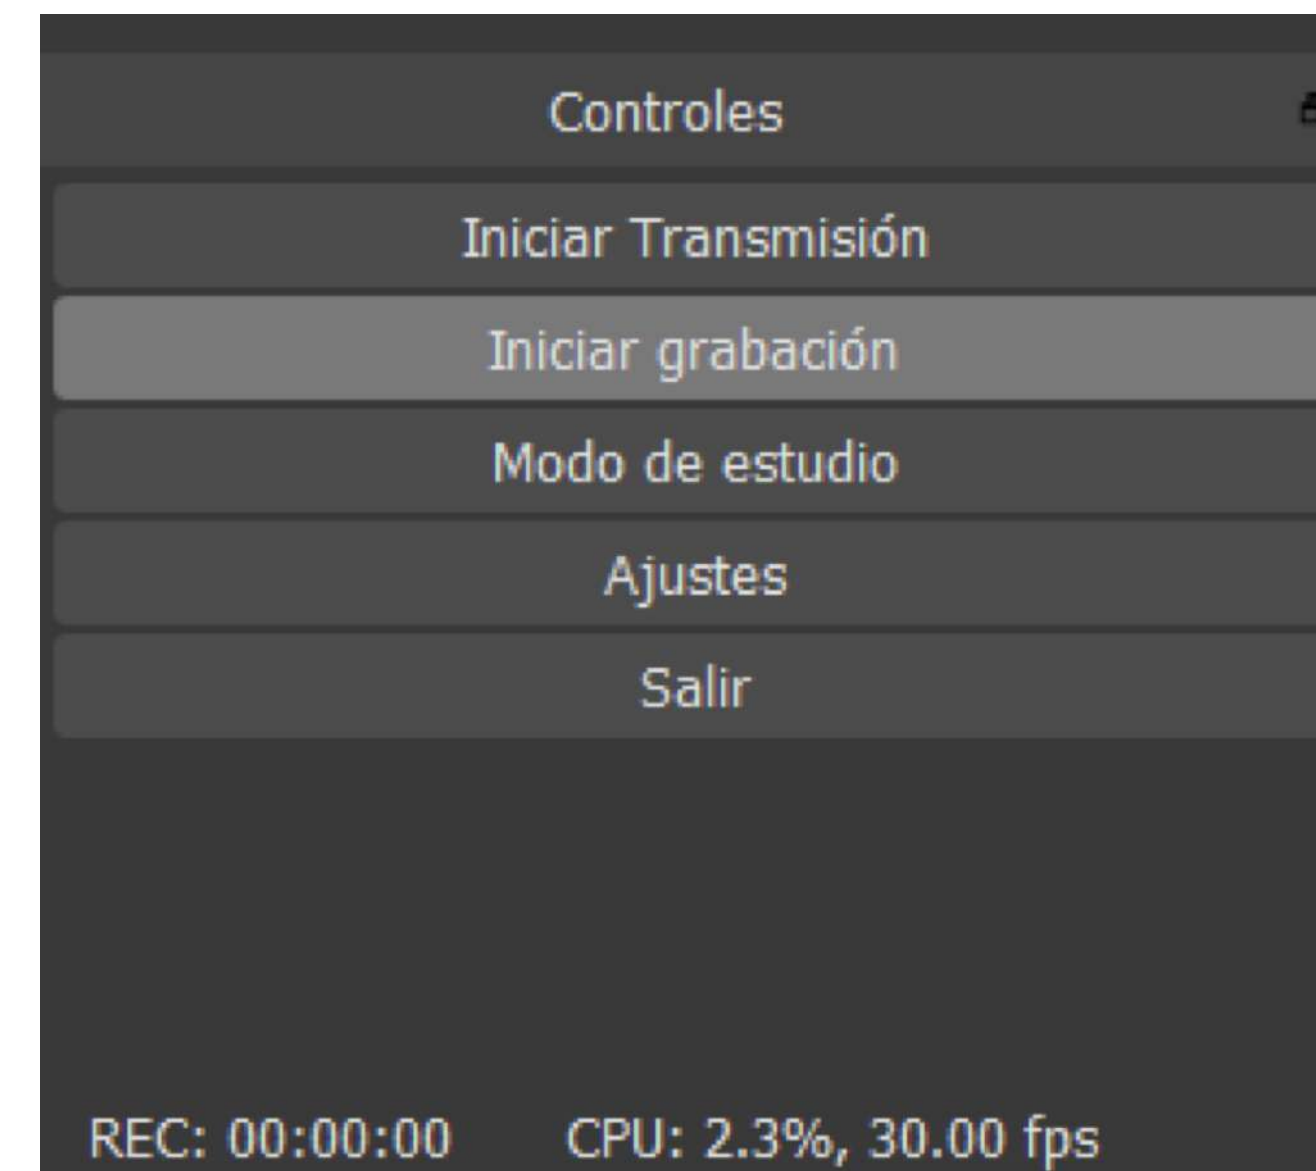 Controles
Iniciar Transmisión
Iniciar grabación
Modo de estudio
Ajustes
Salir
REC: 00:00:00 CPU: 2.3%, 30.00 fps